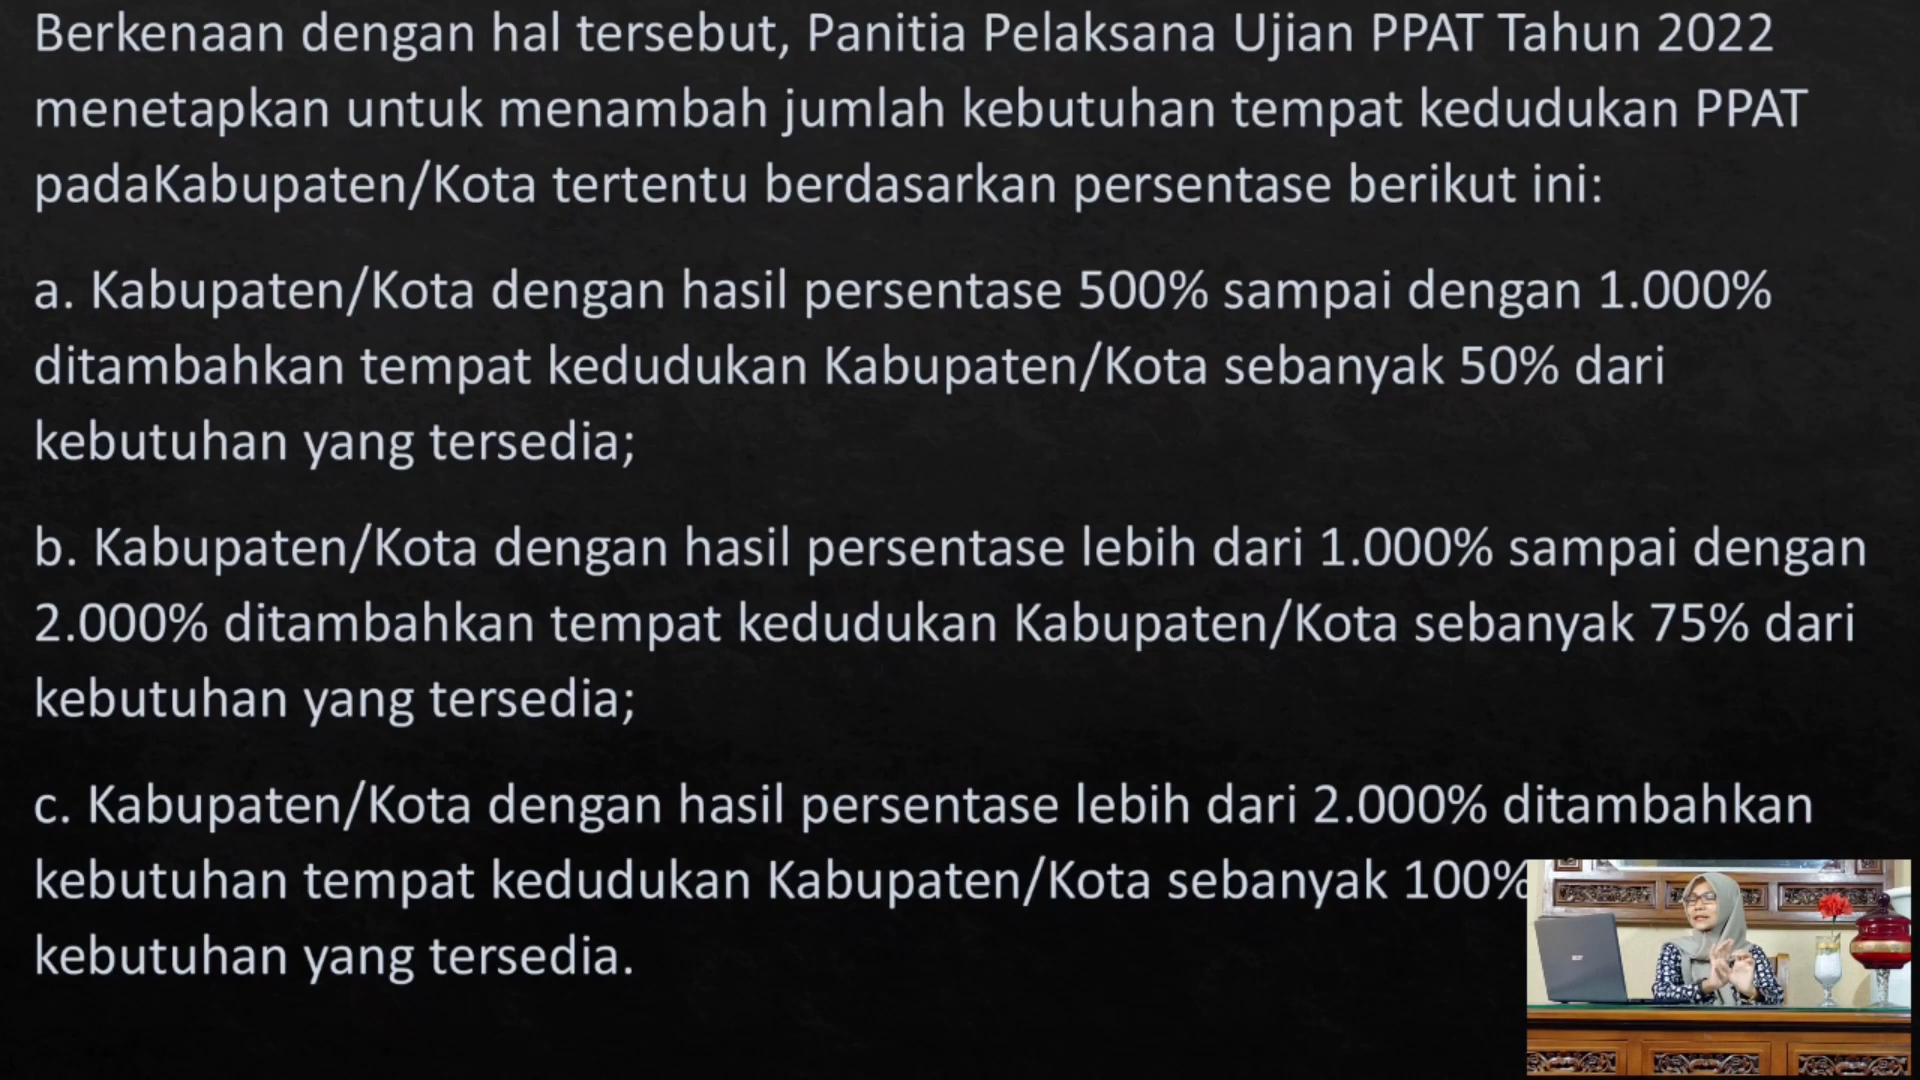 Berkenaan dengan hal tersebut, Panitia Pelaksana Ujian PPAT Tahun 2022
menetapkan untuk menambah jumlah kebutuhan tempat kedudukan PPAT
padaKabupaten/Kota tertentu berdasarkan persentase berikut ini:
a. Kabupaten/Kota dengan hasil persentase 500% sampai dengan 1.000%
ditambahkan tempat kedudukan Kabupaten/Kota sebanyak 50% dari
kebutuhan yang tersedia;
b. Kabupaten/Kota dengan hasil persentase lebih dari 1.000% sampai dengan
2.000% ditambahkan tempat kedudukan Kabupaten/Kota sebanyak 75% dari
kebutuhan yang tersedia;
c. Kabupaten/Kota dengan hasil persentase lebih dari 2.000% ditambahkan
kebutuhan tempat kedudukan Kabupaten/Kota sebanyak 100%
kebutuhan yang tersedia.